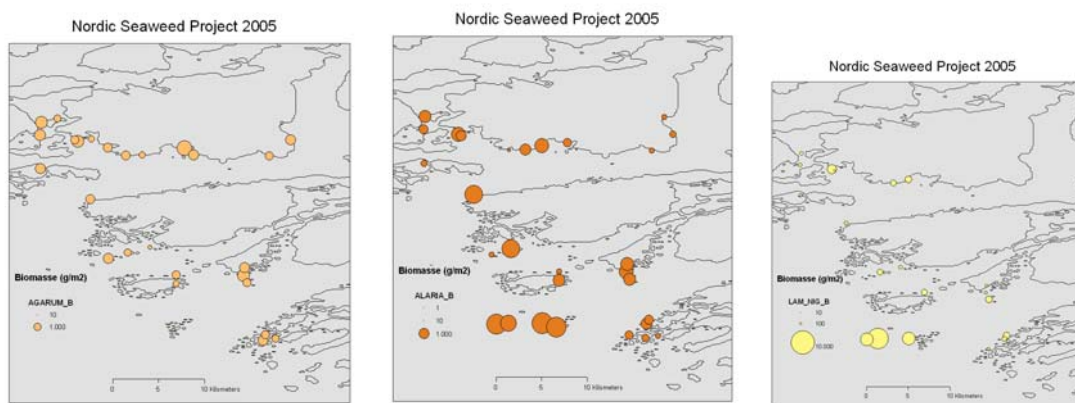 Nordic Seaweed Project 2005
Biomasse (g/m2)
AGARUM_B
10
1.000
0 5 10 Kilometers
Nordic Seaweed Project 2005
Biomasse (g/m2)
ALARIA_B
1
10
1.000
0 5 10 Kilometers
Nordic Seaweed Project 2005
Biomasse (g/m2)
LAM_NIG_B
10
100
10.000
0 5 10 Kilometers